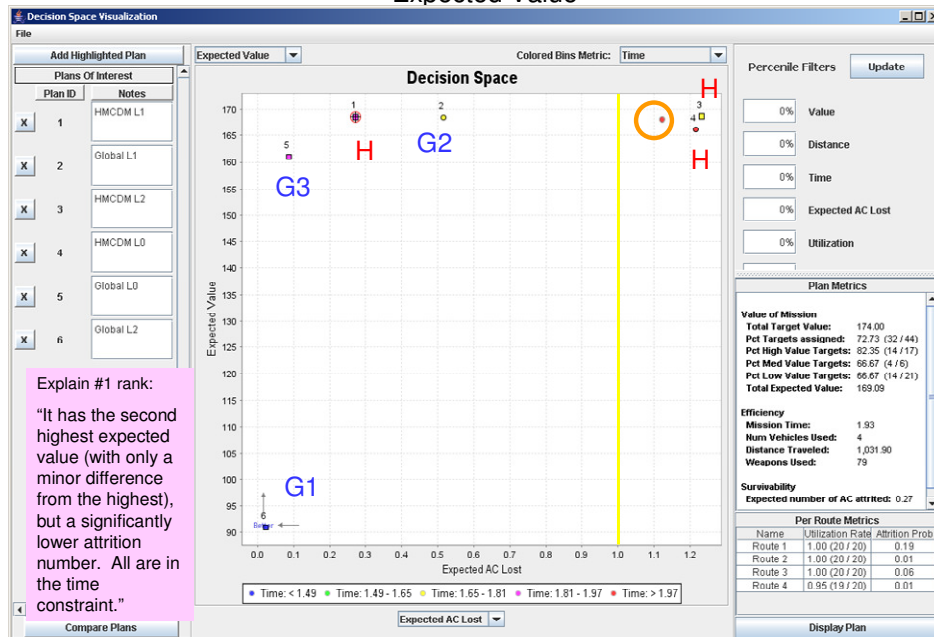 Expected Value
Decision Space Visualization
File
Add Highlighted Plan
Plans Of Interest
Plan ID Notes
X 1 HMCDM L1
X 2 Global L1
X 3 HMCDM L2
X 4 HMCDM L0
X 5 Global L0
X 6 Global L2
Explain #1 rank:
“It has the second
highest expected
value (with only a
minor difference
from the highest),
but a significantly
lower attrition
number. All are in
the time
constraint.”
Compare Plans
Expected Value
Colored Bins Metric: Time
Decision Space
Expected Value
170
165
160
155
150
145
140
135
130
125
120
115
110
105
100
95
90
1
H
2
G2
5
G3
3
H
4
H
G1
6
Better
0.0 0.1 0.2 0.3 0.4 0.5 0.6 0.7 0.8 0.9 1.0 1.1 1.2
Expected AC Lost
Time: < 1.49 Time: 1.49 - 1.65 Time: 1.65 - 1.81 Time: 1.81 - 1.97 Time: > 1.97
Expected AC Lost
Percenile Filters Update
0% Value
0% Distance
0% Time
0% Expected AC Lost
0% Utilization
Plan Metrics
Value of Mission
Total Target Value: 174.00
Pct Targets assigned: 72.73 (32 / 44)
Pct High Value Targets: 82.35 (14 / 17)
Pct Med Value Targets: 66.67 (4 / 6)
Pct Low Value Targets: 66.67 (14 / 21)
Total Expected Value: 169.09
Efficiency
Mission Time: 1.93
Num Vehicles Used: 4
Distance Traveled: 1,031.90
Weapons Used: 79
Survivability
Expected number of AC attrited: 0.27
Per Route Metrics
Name Utilization Rate Attrition Prob
Route 1 1.00 (20 / 20) 0.19
Route 2 1.00 (20 / 20) 0.01
Route 3 1.00 (20 / 20) 0.06
Route 4 0.95 (19 / 20) 0.01
Display Plan